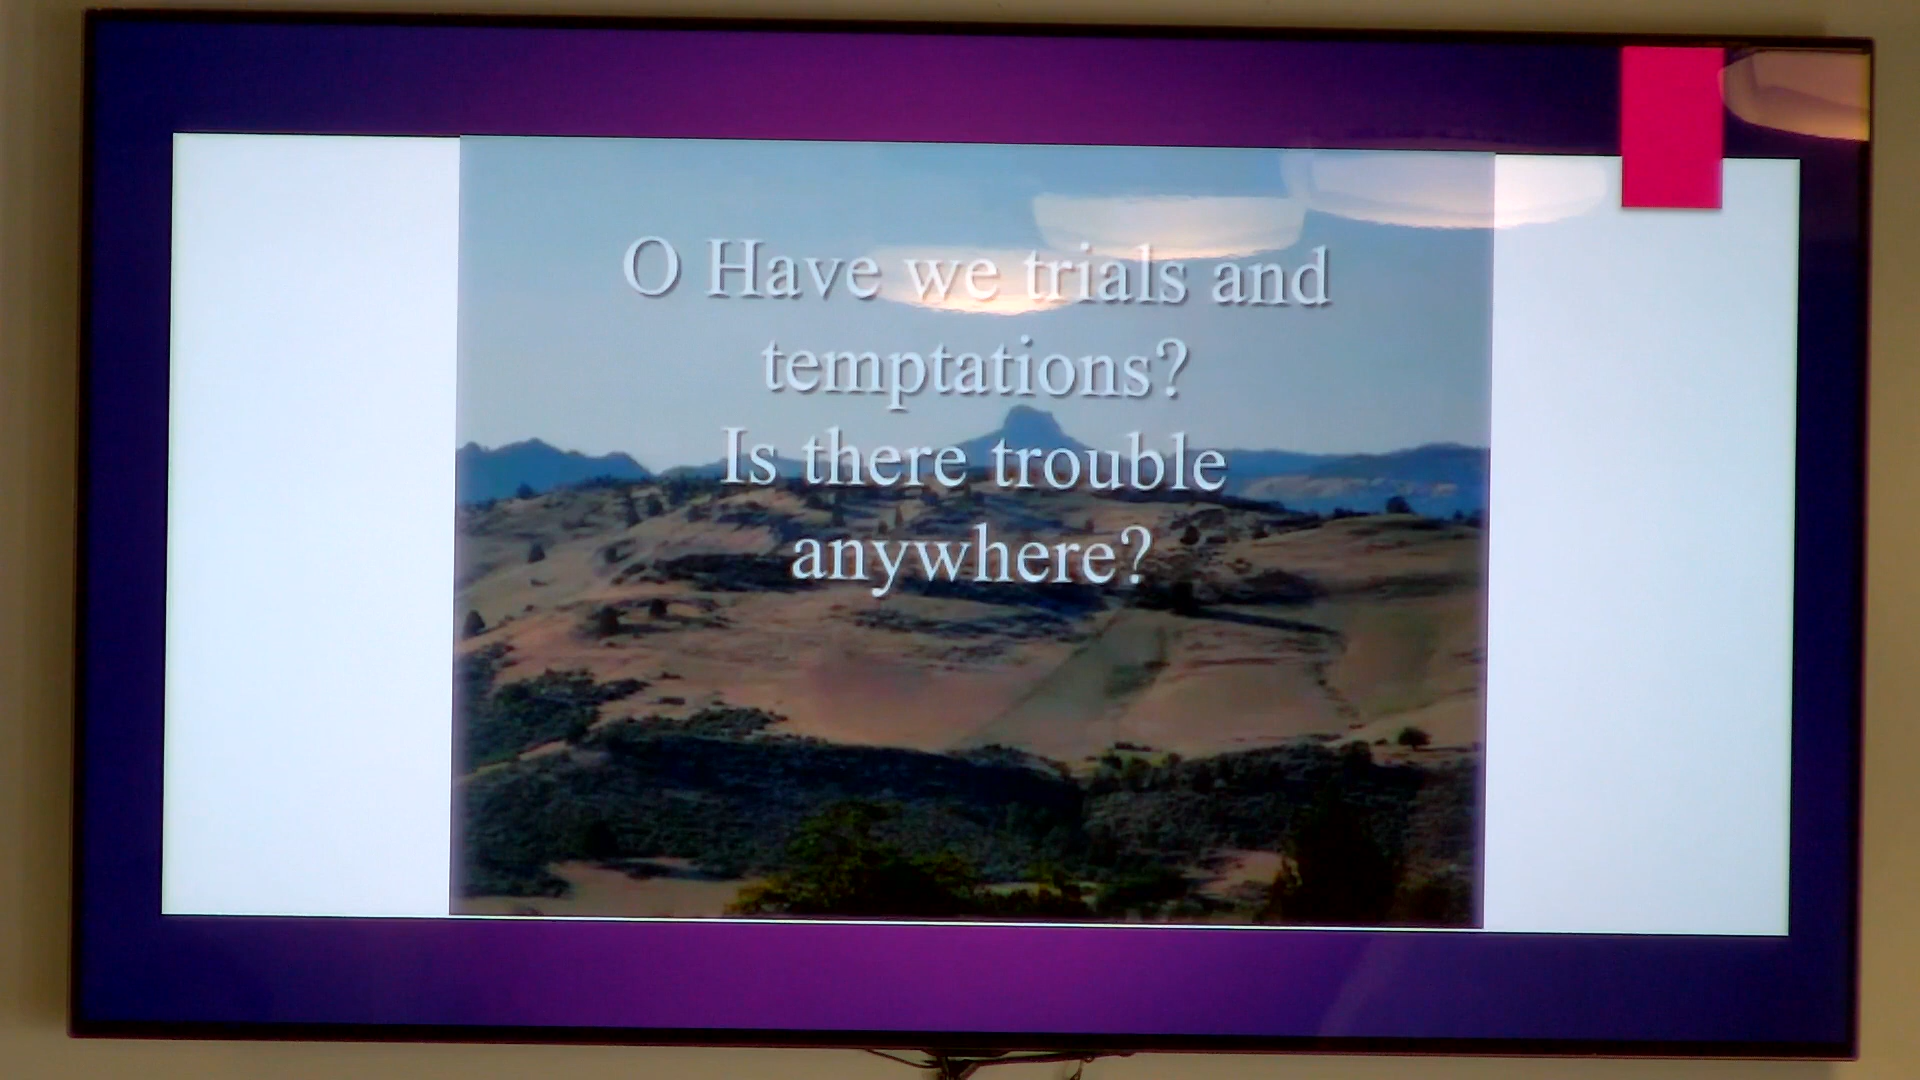 O Have we trials and
temptations?
Is there trouble
anywhere?